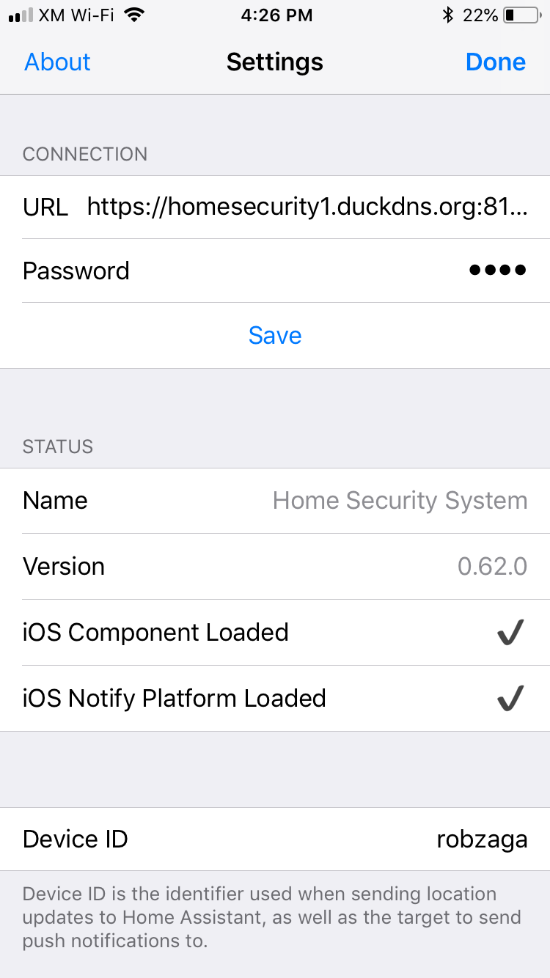 XM Wi-Fi 4:26 PM 22%
About Settings Done
CONNECTION
URL https://homesecurity1.duckdns.org:81...
Password ••••
Save
STATUS
Name Home Security System
Version 0.62.0
iOS Component Loaded ✓
iOS Notify Platform Loaded ✓
Device ID robzaga
Device ID is the identifier used when sending location
updates to Home Assistant, as well as the target to send
push notifications to.